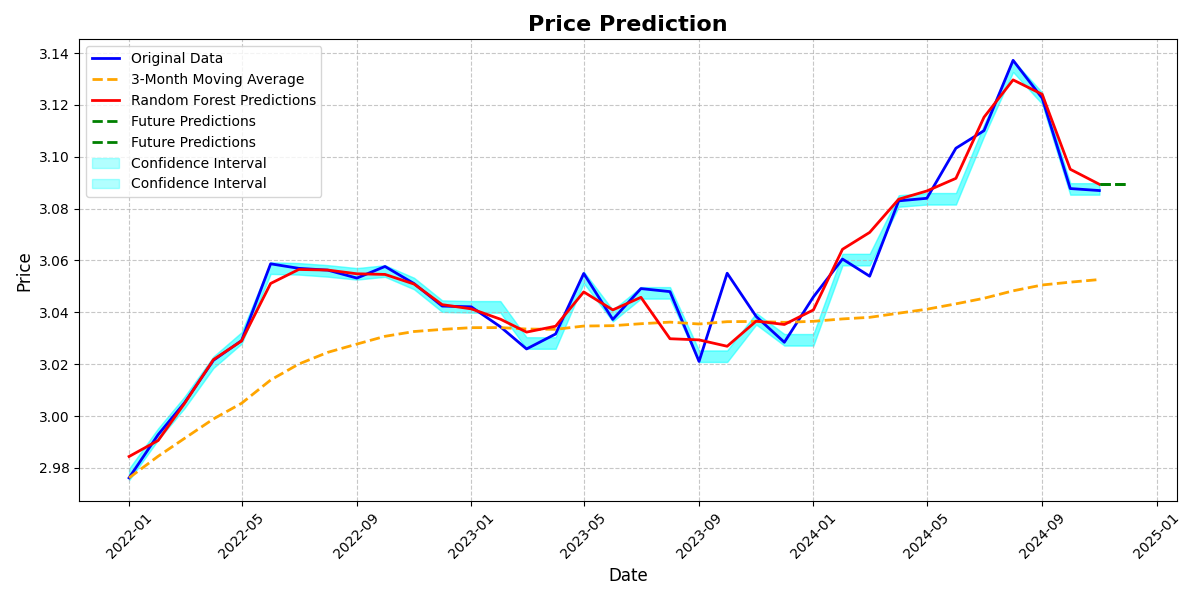 Price Prediction
Original Data
3-Month Moving Average
Random Forest Predictions
Future Predictions
Future Predictions
Confidence Interval
Confidence Interval
Price
3.14
3.12
3.10
3.08
3.06
3.04
3.02
3.00
2.98
2022-01
2022-05
2022-09
2023-01
2023-05
2023-09
2024-01
2024-05
2024-09
2025-01
Date